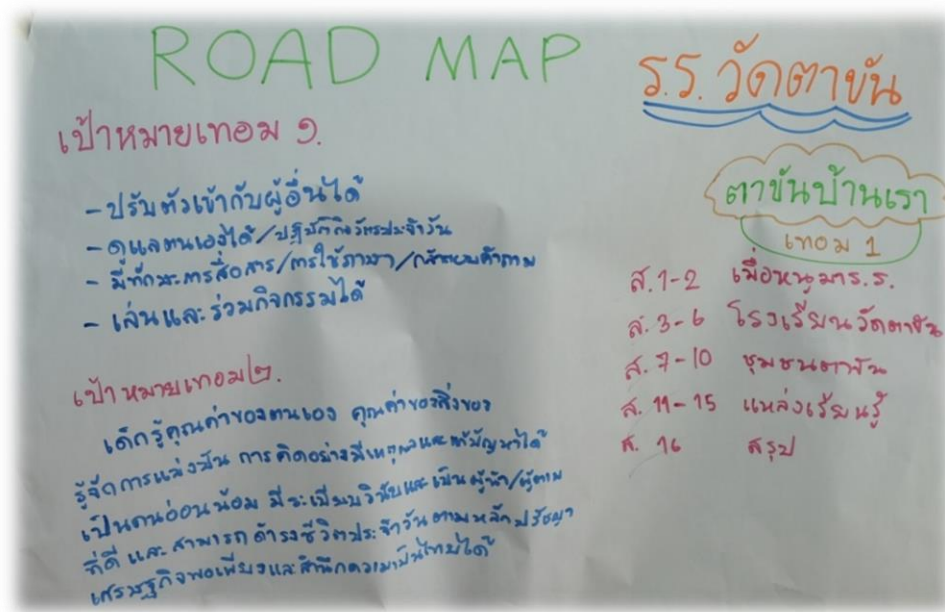 ROAD MAP
เป้าหมายเทอม ๑.
- ปรับตัวเข้ากับผู้อื่นได้
- ดูแลตนเองได้/ปฏิบัติกิจวัตรประจำวัน
- มีทักษะการสื่อสาร/การใช้ภาษา/กล้าตอบคำถาม
- เล่นและร่วมกิจกรรมได้
เป้าหมายเทอม๒.
เด็กรู้คุณค่าของตนเอง คุณค่าของสิ่งของ
รู้จักการแบ่งปัน การคิดอย่างมีเหตุผลและแก้ปัญหาได้
เป็นคนอ่อนน้อม มีระเบียบวินัยและเป็นผู้นำ/ผู้ตาม
ที่ดี และสามารถดำรงชีวิตประจำวันตามหลักปรัชญา
เศรษฐกิจพอเพียงและสำนึกความเป็นไทยได้
ร.ร. วัดตาขัน
ตาขันบ้านเรา
เทอม 1
ส. 1-2 เมื่อหนูมาร.ร.
ส. 3-6 โรงเรียนวัดตาขัน
ส. 7-10 ชุมชนตาขัน
ส. 11-15 แหล่งเรียนรู้
ส. 16 สรุป